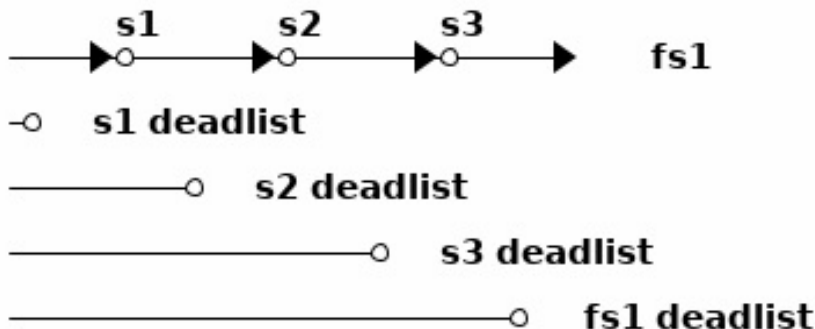 s1 s2 s3
fs1
s1 deadlist
s2 deadlist
s3 deadlist
fs1 deadlist